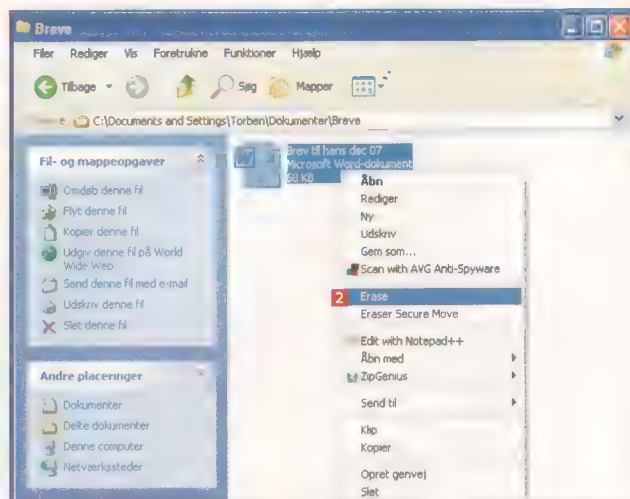 Breve
Filer Rediger Vis Foretrukne Funktioner Hjælp
Tilbage Søg Mapper
C:\Documents and Settings\Torben\Dokumenter\Breve
Fil- og mappeopgaver
Omdøb denne fil
Flyt denne fil
Kopier denne fil
Udgiv denne fil på World
Wide Web
Send denne fil med e-mail
Udskriv denne fil
Slet denne fil
Andre placeringer
Dokumenter
Delte dokumenter
Denne computer
Netværkssteder
Brev til hans dec 07
Microsoft Word-dokument
68 KB
Åbn
Rediger
Ny
Udskriv
Gem som...
Scan with AVG Anti-Spyware
2 Erase
Eraser Secure Move
Edit with Notepad++
Åbn med
ZipGenius
Send til
Klip
Kopier
Opret genvej
Slet